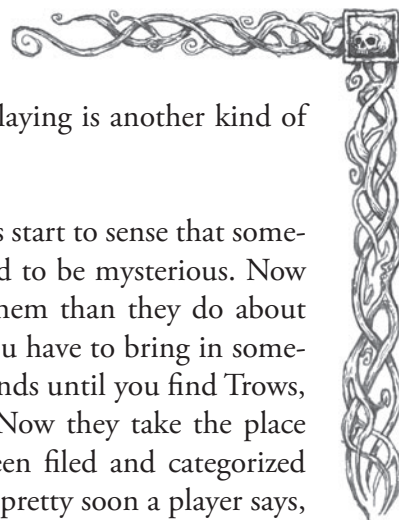 laying is another kind of
s start to sense that some-
d to be mysterious. Now
em than they do about
u have to bring in some-
nds until you find Trows,
Now they take the place
een filed and categorized
pretty soon a player says,